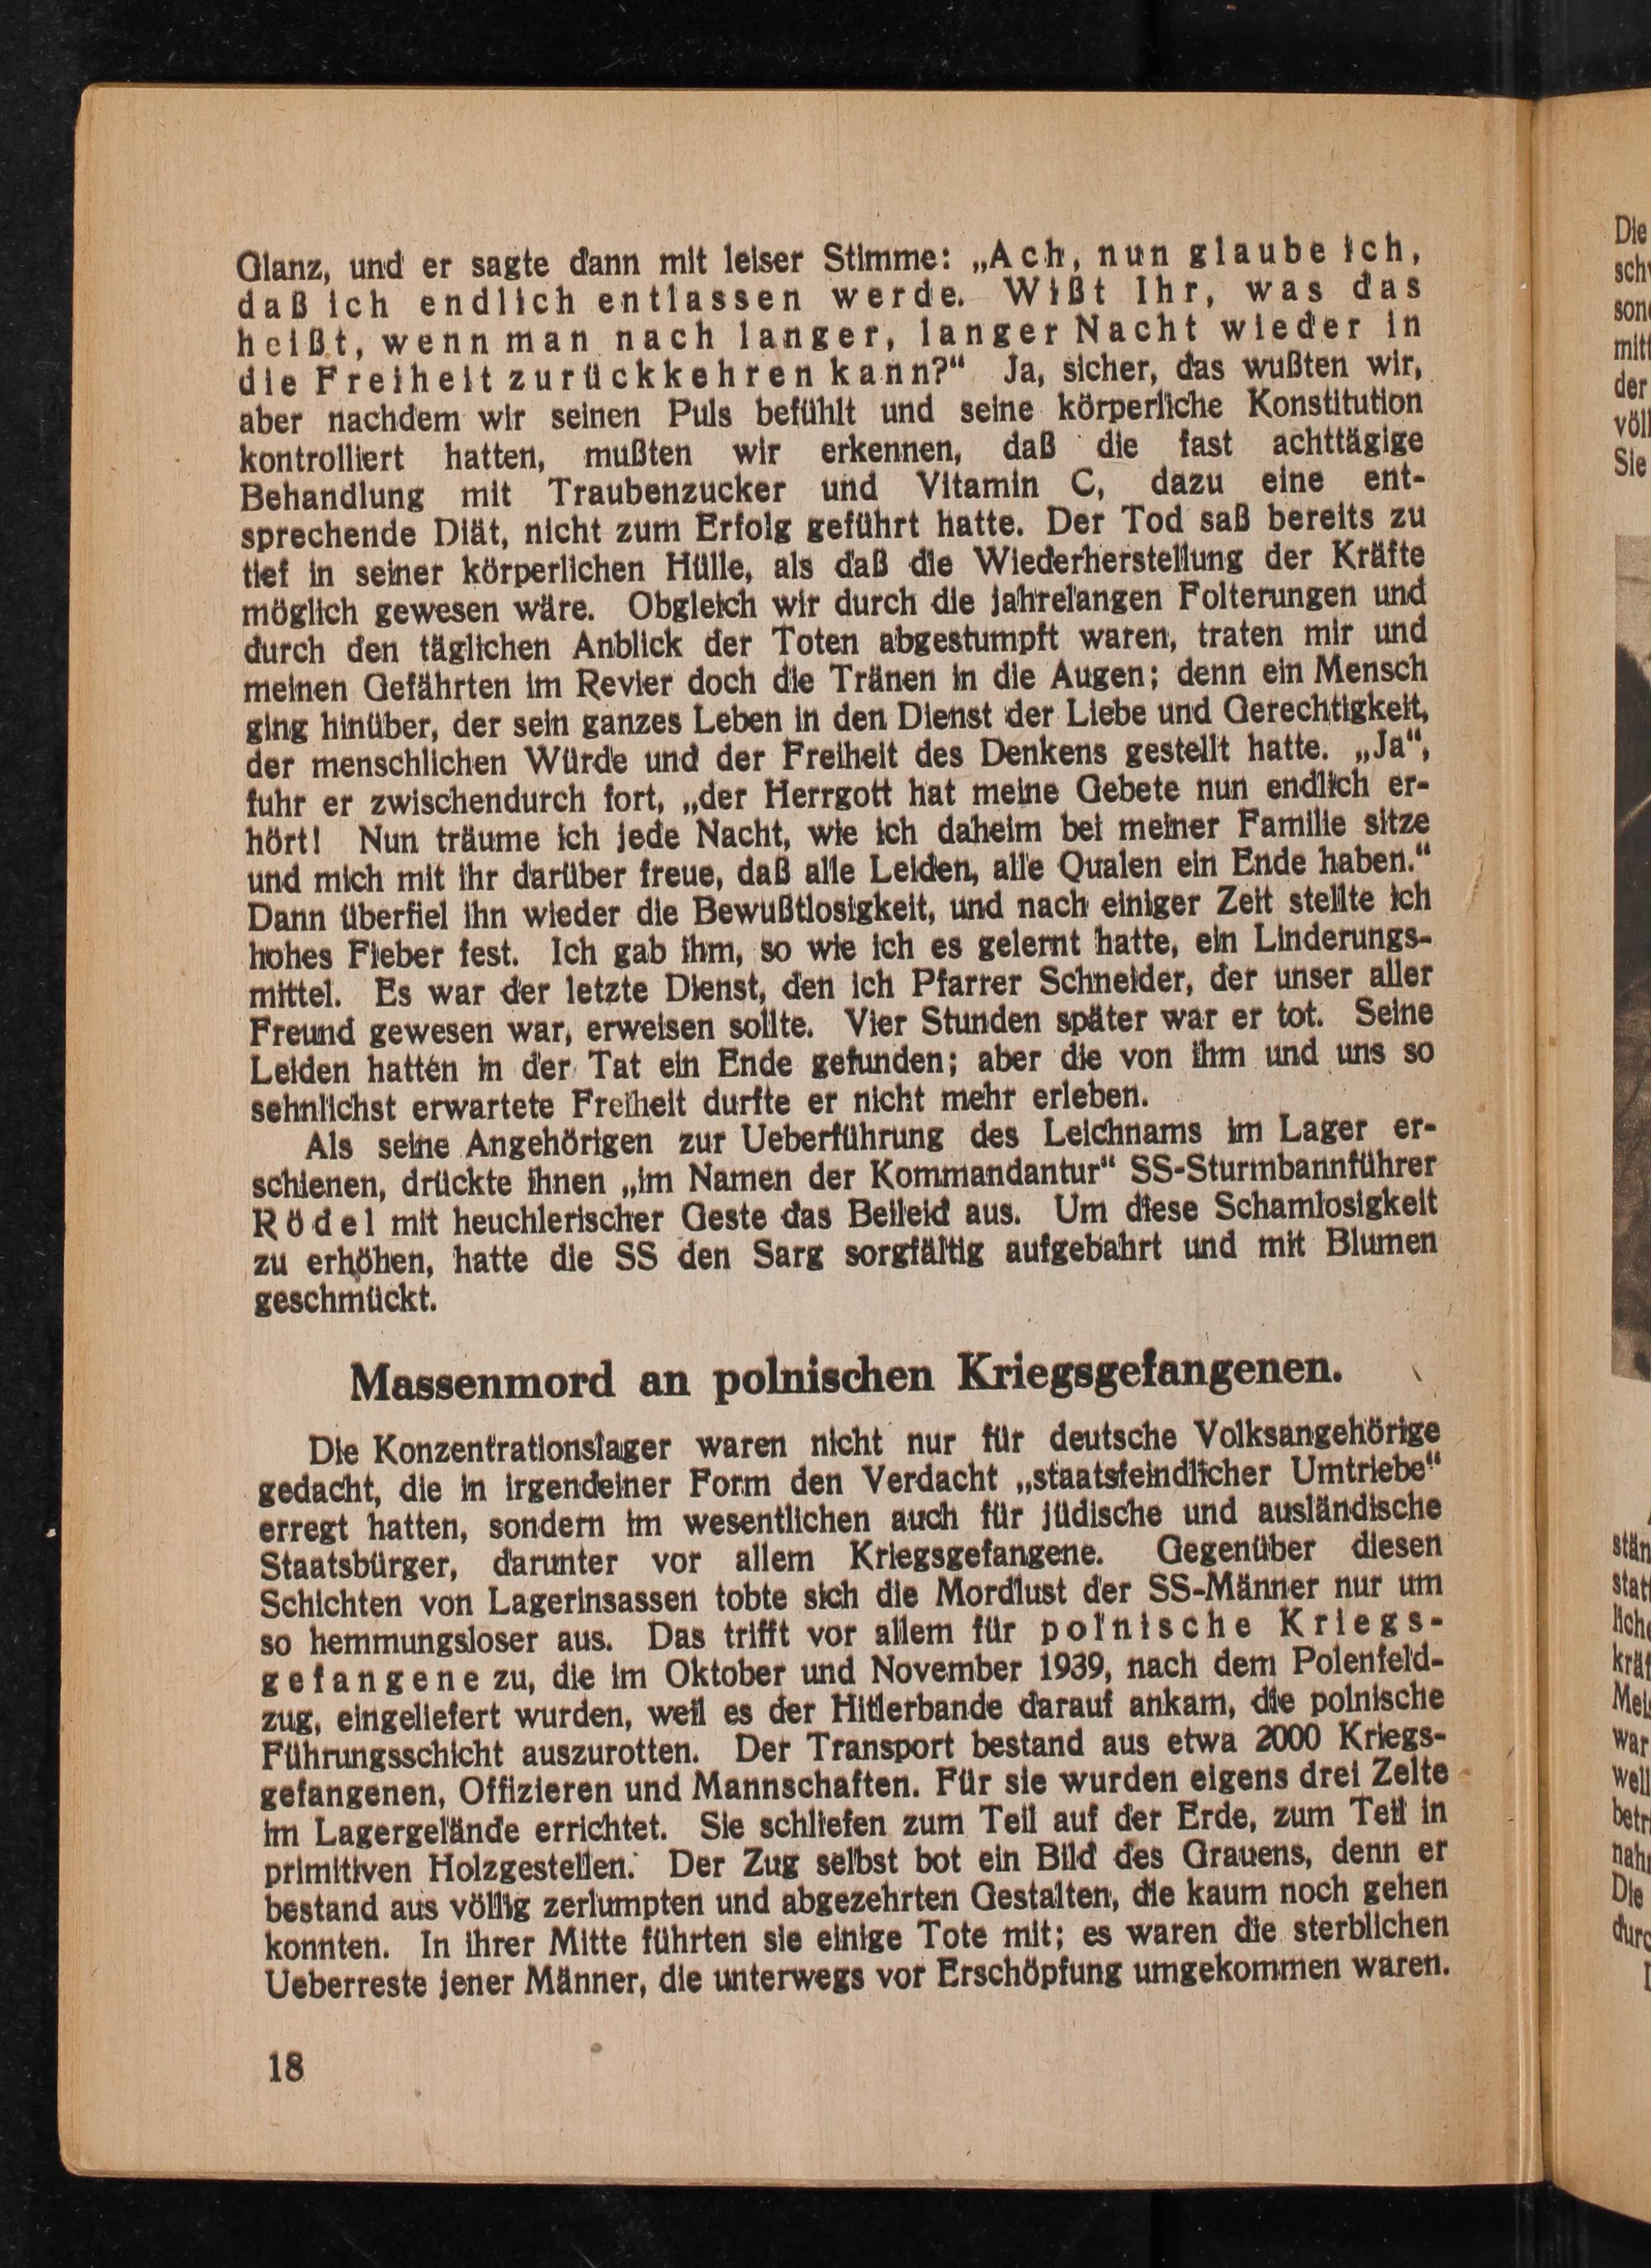 Glanz, und er sagte dann mit leiser Stimme: „Ach, nun glaube ich,
daß ich endlich entlassen werde. Wißt Ihr, was das
heißt, wenn man nach langer, langer Nacht wieder in
die Freiheit zurückkehren kann?“ Ja, sicher, das wußten wir,
aber nachdem wir seinen Puls befühlt und seine körperliche Konstitution
kontrolliert hatten, mußten wir erkennen, daß die fast achttägige
Behandlung mit Traubenzucker und Vitamin C, dazu eine ent-
sprechende Diät, nicht zum Erfolg geführt hatte. Der Tod saß bereits zu
tief in seiner körperlichen Hülle, als daß die Wiederherstellung der Kräfte
möglich gewesen wäre. Obgleich wir durch die jahrelangen Folterungen und
durch den täglichen Anblick der Toten abgestumpft waren, traten mir und
meinen Gefährten im Revier doch die Tränen in die Augen; denn ein Mensch
ging hinüber, der sein ganzes Leben in den Dienst der Liebe und Gerechtigkeit,
der menschlichen Würde und der Freiheit des Denkens gestellt hatte. „Ja“,
fuhr er zwischendurch fort, „der Herrgott hat meine Gebete nun endlich er-
hört! Nun träume ich jede Nacht, wie ich daheim bei meiner Familie sitze
und mich mit ihr darüber freue, daß alle Leiden, alle Qualen ein Ende haben.“
Dann überfiel ihn wieder die Bewußtlosigkeit, und nach einiger Zeit stellte ich
hohes Fieber fest. Ich gab ihm, so wie ich es gelernt hatte, ein Linderungs-
mittel. Es war der letzte Dienst, den ich Pfarrer Schneider, der unser aller
Freund gewesen war, erweisen sollte. Vier Stunden später war er tot. Seine
Leiden hatten in der Tat ein Ende gefunden; aber die von ihm und uns so
sehnlichst erwartete Freiheit durfte er nicht mehr erleben.
Als seine Angehörigen zur Ueberführung des Leichnams im Lager er-
schienen, drückte ihnen „im Namen der Kommandantur“ SS-Sturmbannführer
Rödel mit heuchlerischer Geste das Beileid aus. Um diese Schamlosigkeit
zu erhöhen, hatte die SS den Sarg sorgfältig aufgebahrt und mit Blumen
geschmückt.
Massenmord an polnischen Kriegsgefangenen.
Die Konzentrationslager waren nicht nur für deutsche Volksangehörige
gedacht, die in irgendeiner Form den Verdacht „staatsfeindlicher Umtriebe“
erregt hatten, sondern im wesentlichen auch für jüdische und ausländische
Staatsbürger, darunter vor allem Kriegsgefangene. Gegenüber diesen
Schichten von Lagerinsassen tobte sich die Mordlust der SS-Männer nur um
so hemmungsloser aus. Das trifft vor allem für polnische Kriegs-
gefangene zu, die im Oktober und November 1939, nach dem Polenfeld-
zug, eingeliefert wurden, weil es der Hitlerbande darauf ankam, die polnische
Führungsschicht auszurotten. Der Transport bestand aus etwa 2000 Kriegs-
gefangenen, Offizieren und Mannschaften. Für sie wurden eigens drei Zelte
im Lagergelände errichtet. Sie schliefen zum Teil auf der Erde, zum Teil in
primitiven Holzgestellen. Der Zug selbst bot ein Bild des Grauens, denn er
bestand aus völlig zerlumpten und abgezehrten Gestalten, die kaum noch gehen
konnten. In ihrer Mitte führten sie einige Tote mit; es waren die sterblichen
Ueberreste jener Männer, die unterwegs vor Erschöpfung umgekommen waren.
18
Die
der
Sie
war
Die